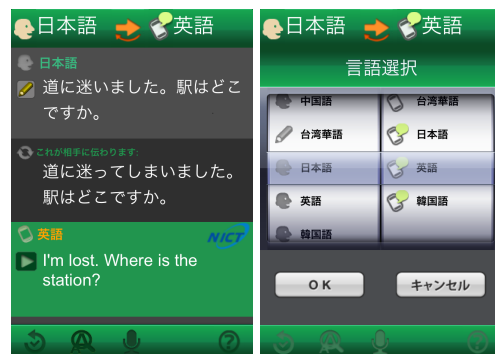 日本語
英語
日本語
道に迷いました。駅はどこ
ですか。
これが相手に伝わります:
道に迷ってしまいました。
駅はどこですか。
英語
NICT
I'm lost. Where is the
station?
日本語
英語
言語選択
中国語
台湾華語
台湾華語
日本語
日本語
英語
英語
韓国語
韓国語
OK
キャンセル